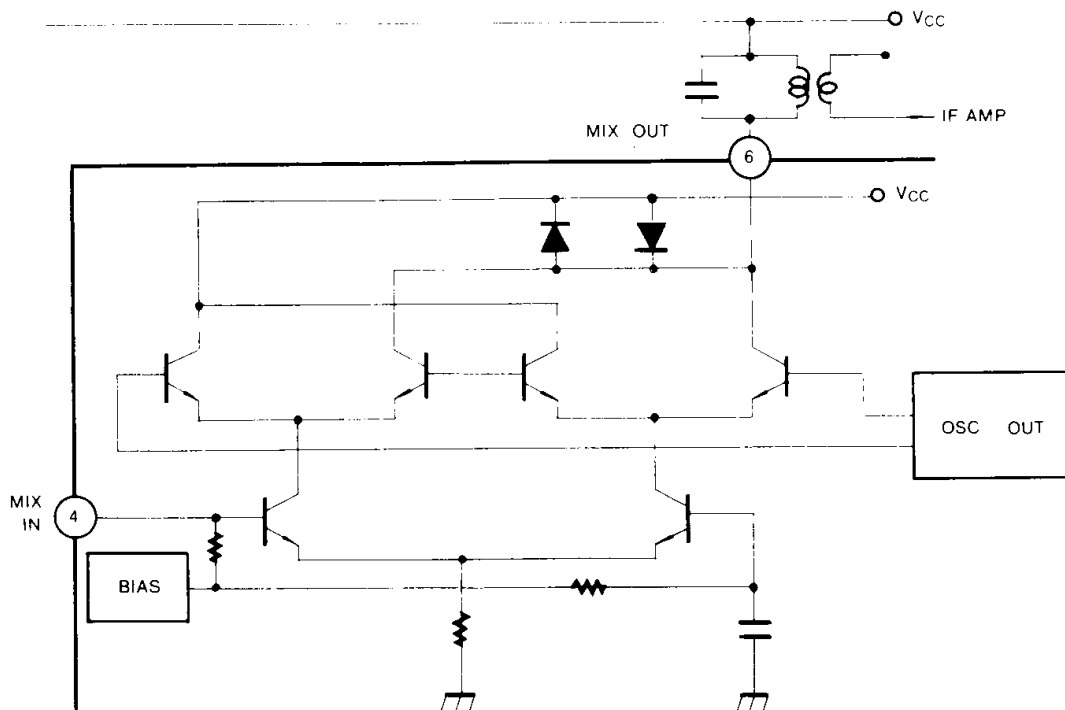 VCC
IF AMP
MIX OUT
6
VCC
OSC OUT
MIX
IN
4
BIAS